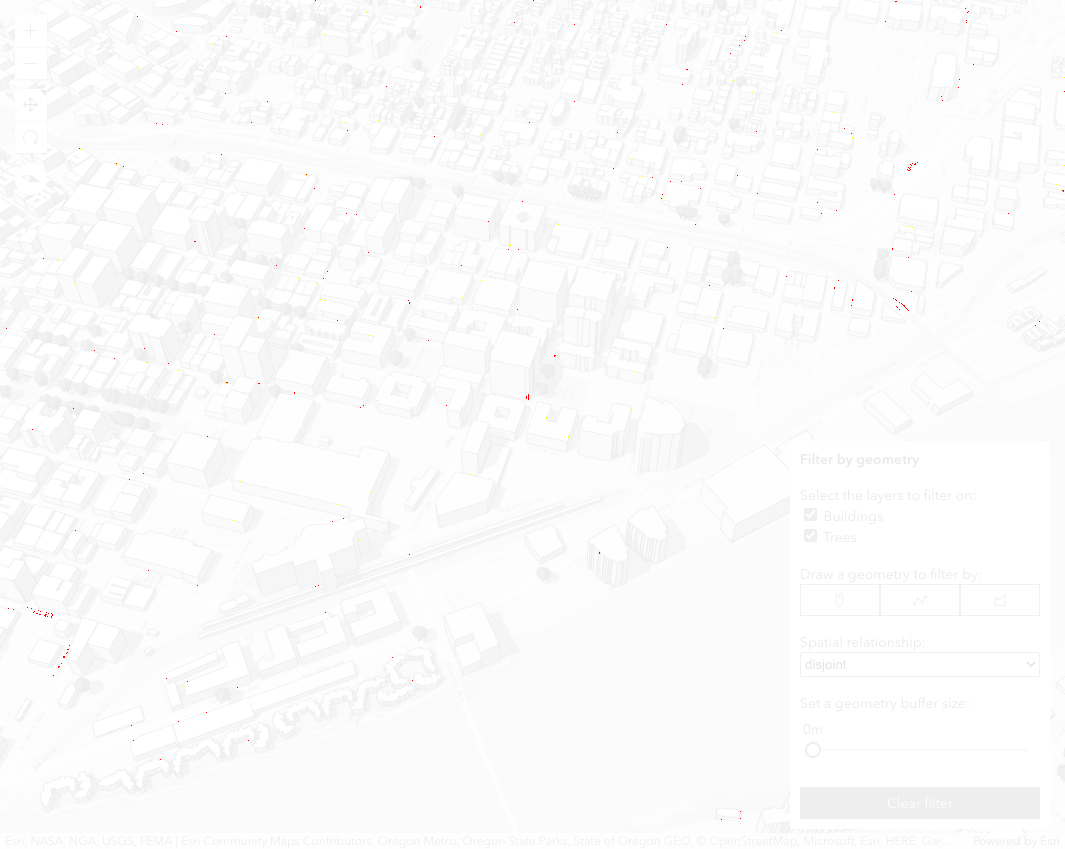 Filter by geometry
Select the layers to filter on:
Buildings
Trees
Draw a geometry to filter by:
Spatial relationship:
disjoint
Set a geometry buffer size:
0m
Clear filter
Esri, NASA, NGA, USGS, FEMA | Esri Community Maps Contributors, Oregon Metro, Oregon State Parks, State of Oregon GEO, © OpenStreetMap, Microsoft, Esri, HERE, Gar...
Powered by Esri